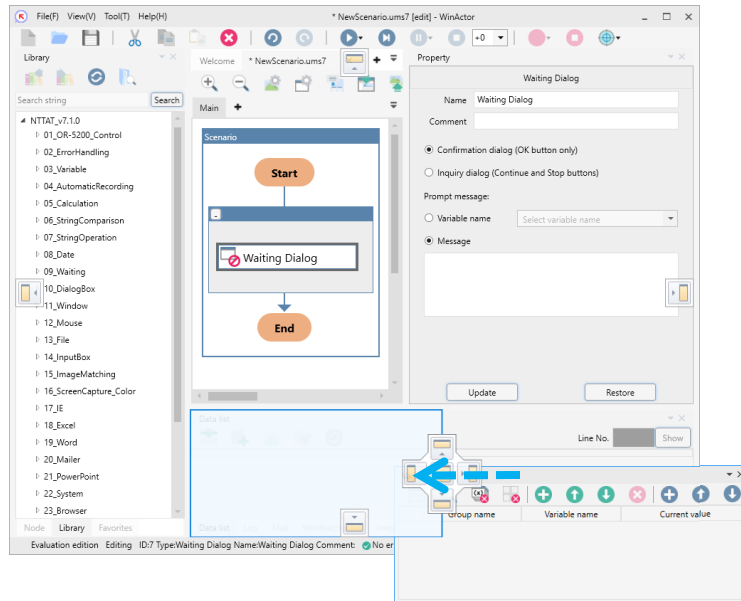 File(F) View(V) Tool(T) Help(H)
* NewScenario.ums7 [edit] - WinActor
+0
Library
Search string
Search
NTTAT_v7.1.0
01_OR-5200_Control
02_ErrorHandling
03_Variable
04_AutomaticRecording
05_Calculation
06_StringComparison
07_StringOperation
08_Date
09_Waiting
10_DialogBox
11_Window
12_Mouse
13_File
14_InputBox
15_ImageMatching
16_ScreenCapture_Color
17_IE
18_Excel
19_Word
20_Mailer
21_PowerPoint
22_System
23_Browser
Node Library Favorites
Welcome * NewScenario.ums7
Main
Scenario
Start
Waiting Dialog
End
Property
Waiting Dialog
Name Waiting Dialog
Comment
Confirmation dialog (OK button only)
Inquiry dialog (Continue and Stop buttons)
Prompt message:
Variable name Select variable name
Message
Update Restore
Data list
Line No. Show
Data list Log
Group name Variable name Current value
Evaluation edition Editing ID:7 Type:Waiting Dialog Name:Waiting Dialog Comment: No er